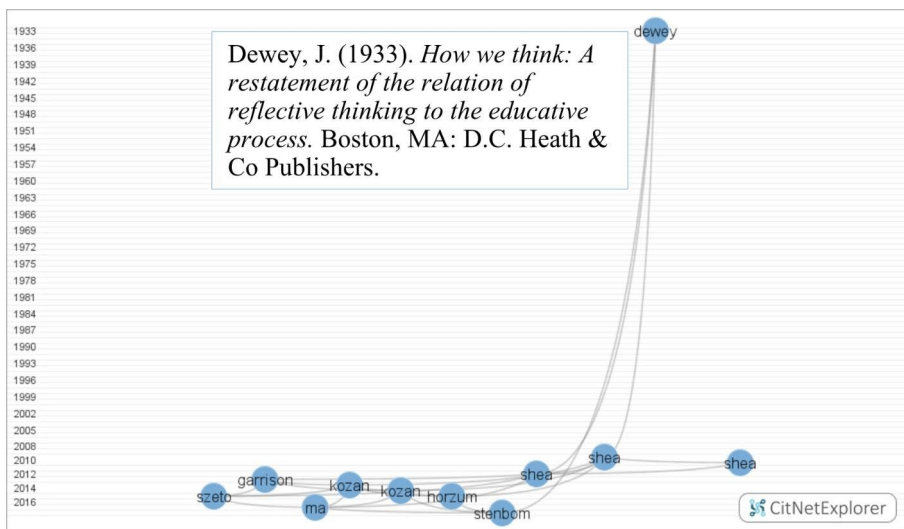 1933
1936
1939
1942
1945
1948
1951
1954
1957
1960
1963
1966
1969
1972
1975
1978
1981
1984
1987
1990
1993
1996
1999
2002
2005
2008
2010
2012
2014
2016
Dewey, J. (1933). How we think: A
restatement of the relation of
reflective thinking to the educative
process. Boston, MA: D.C. Heath &
Co Publishers.
dewey
shea
shea
shea
garrison
kozan
kozan
szeto
horzum
ma
stenbom
CitNetExplorer